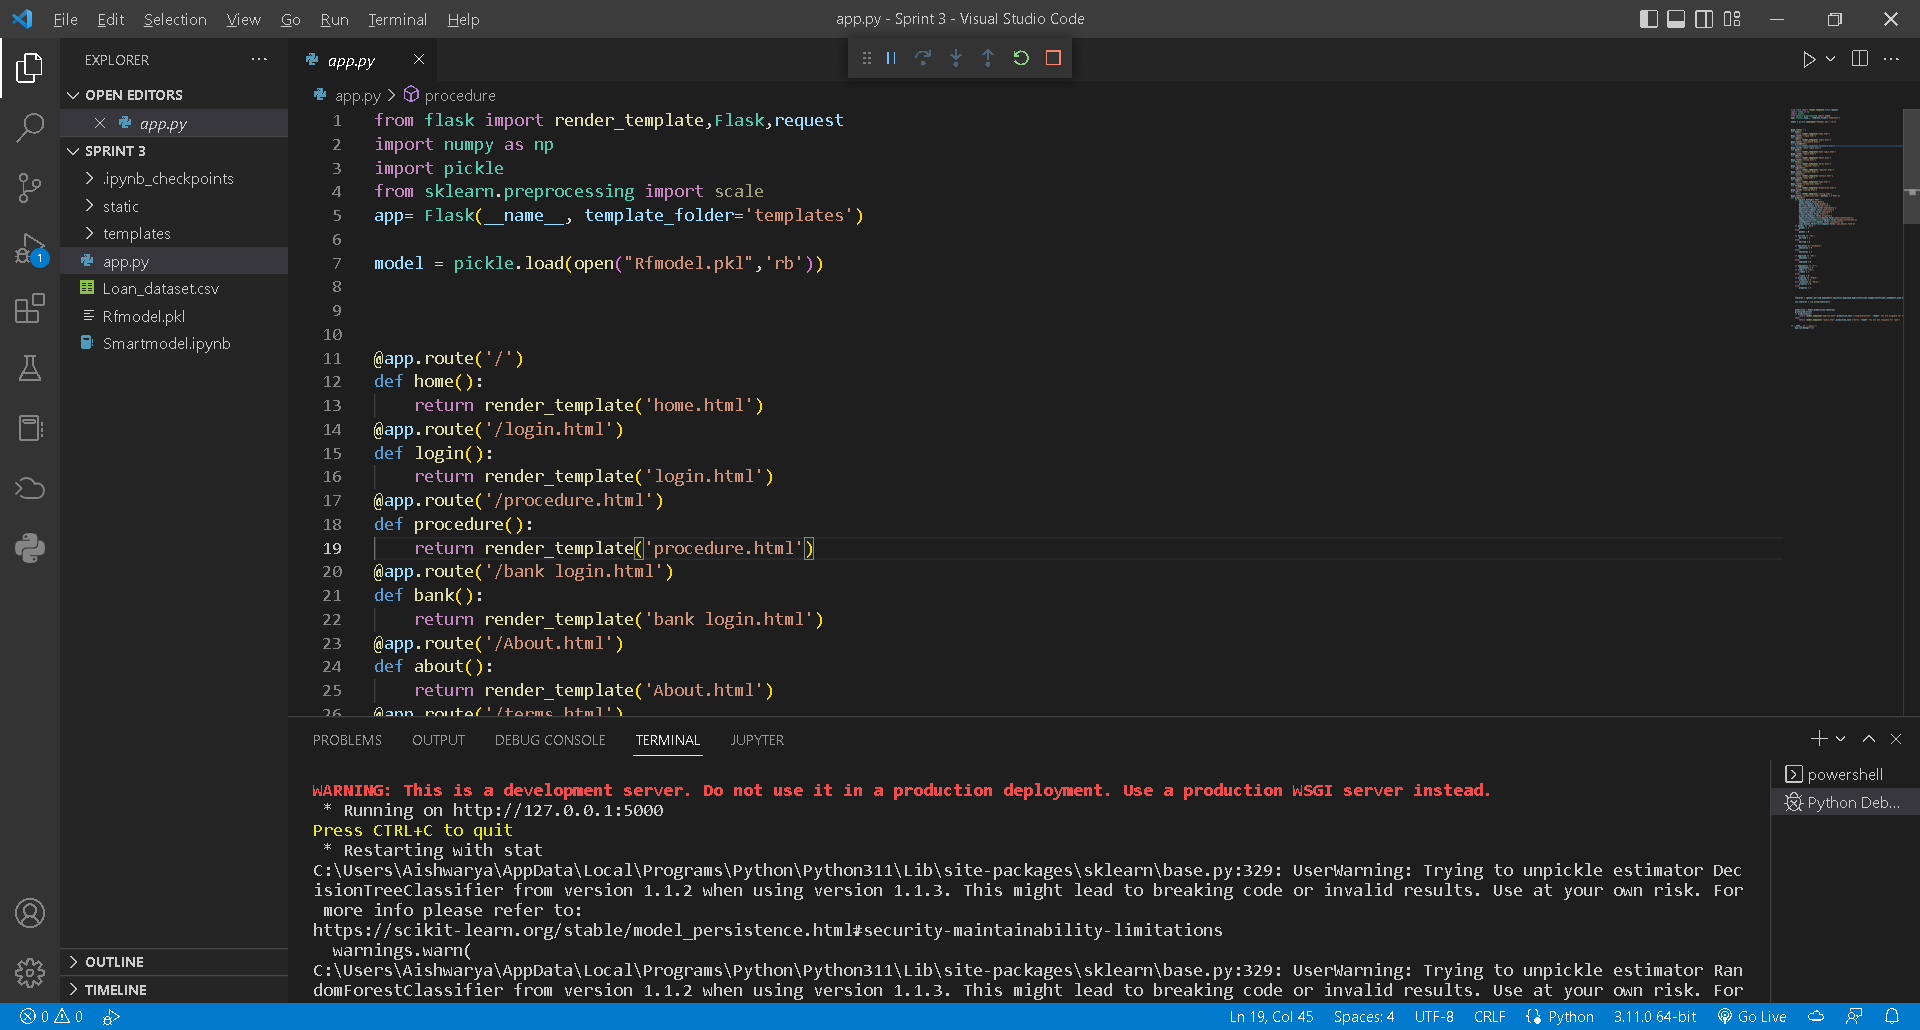 File Edit Selection View Go Run Terminal Help
app.py - Sprint 3 - Visual Studio Code
EXPLORER
OPEN EDITORS
app.py
SPRINT 3
.ipynb_checkpoints
static
templates
app.py
Loan_dataset.csv
Rfmodel.pkl
Smartmodel.ipynb
OUTLINE
TIMELINE
1
app.py
app.py > procedure
1 from flask import render_template,Flask,request
2 import numpy as np
3 import pickle
4 from sklearn.preprocessing import scale
5 app= Flask(__name__, template_folder='templates')
6
7 model = pickle.load(open("Rfmodel.pkl",'rb'))
8
9
10
11 @app.route('/')
12 def home():
13 return render_template('home.html')
14 @app.route('/login.html')
15 def login():
16 return render_template('login.html')
17 @app.route('/procedure.html')
18 def procedure():
19 return render_template('procedure.html')
20 @app.route('/bank login.html')
21 def bank():
22 return render_template('bank login.html')
23 @app.route('/About.html')
24 def about():
25 return render_template('About.html')
26 @app.route('/terms.html')
PROBLEMS OUTPUT DEBUG CONSOLE TERMINAL JUPYTER
WARNING: This is a development server. Do not use it in a production deployment. Use a production WSGI server instead.
* Running on http://127.0.0.1:5000
Press CTRL+C to quit
* Restarting with stat
C:\Users\Aishwarya\AppData\Local\Programs\Python\Python311\Lib\site-packages\sklearn\base.py:329: UserWarning: Trying to unpickle estimator Dec
isionTreeClassifier from version 1.1.2 when using version 1.1.3. This might lead to breaking code or invalid results. Use at your own risk. For
more info please refer to:
https://scikit-learn.org/stable/model_persistence.html#security-maintainability-limitations
warnings.warn(
C:\Users\Aishwarya\AppData\Local\Programs\Python\Python311\Lib\site-packages\sklearn\base.py:329: UserWarning: Trying to unpickle estimator Ran
domForestClassifier from version 1.1.2 when using version 1.1.3. This might lead to breaking code or invalid results. Use at your own risk. For
powershell
Python Deb...
0 0
Ln 19, Col 45 Spaces: 4 UTF-8 CRLF Python 3.11.0 64-bit Go Live